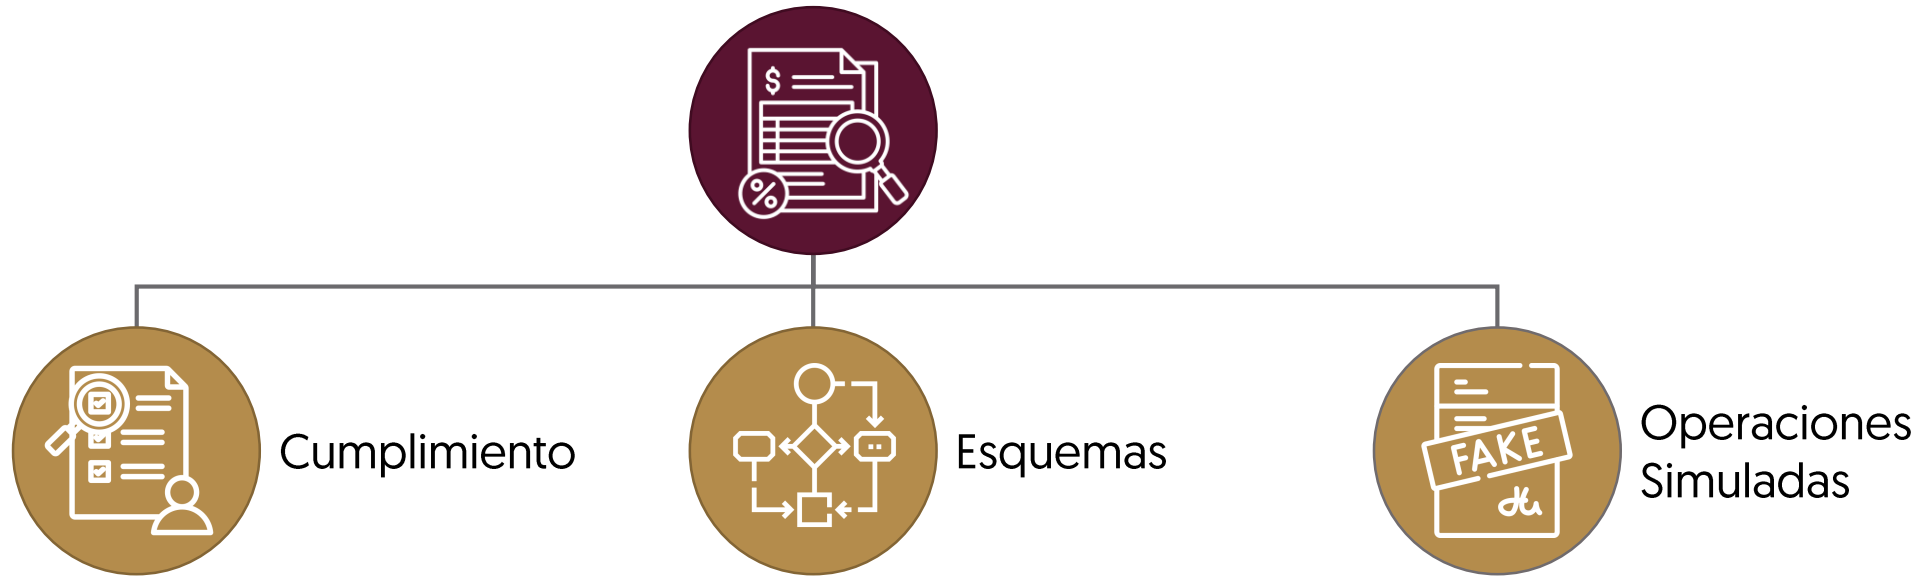 $
%
Cumplimiento
Esquemas
FAKE
Operaciones
Simuladas